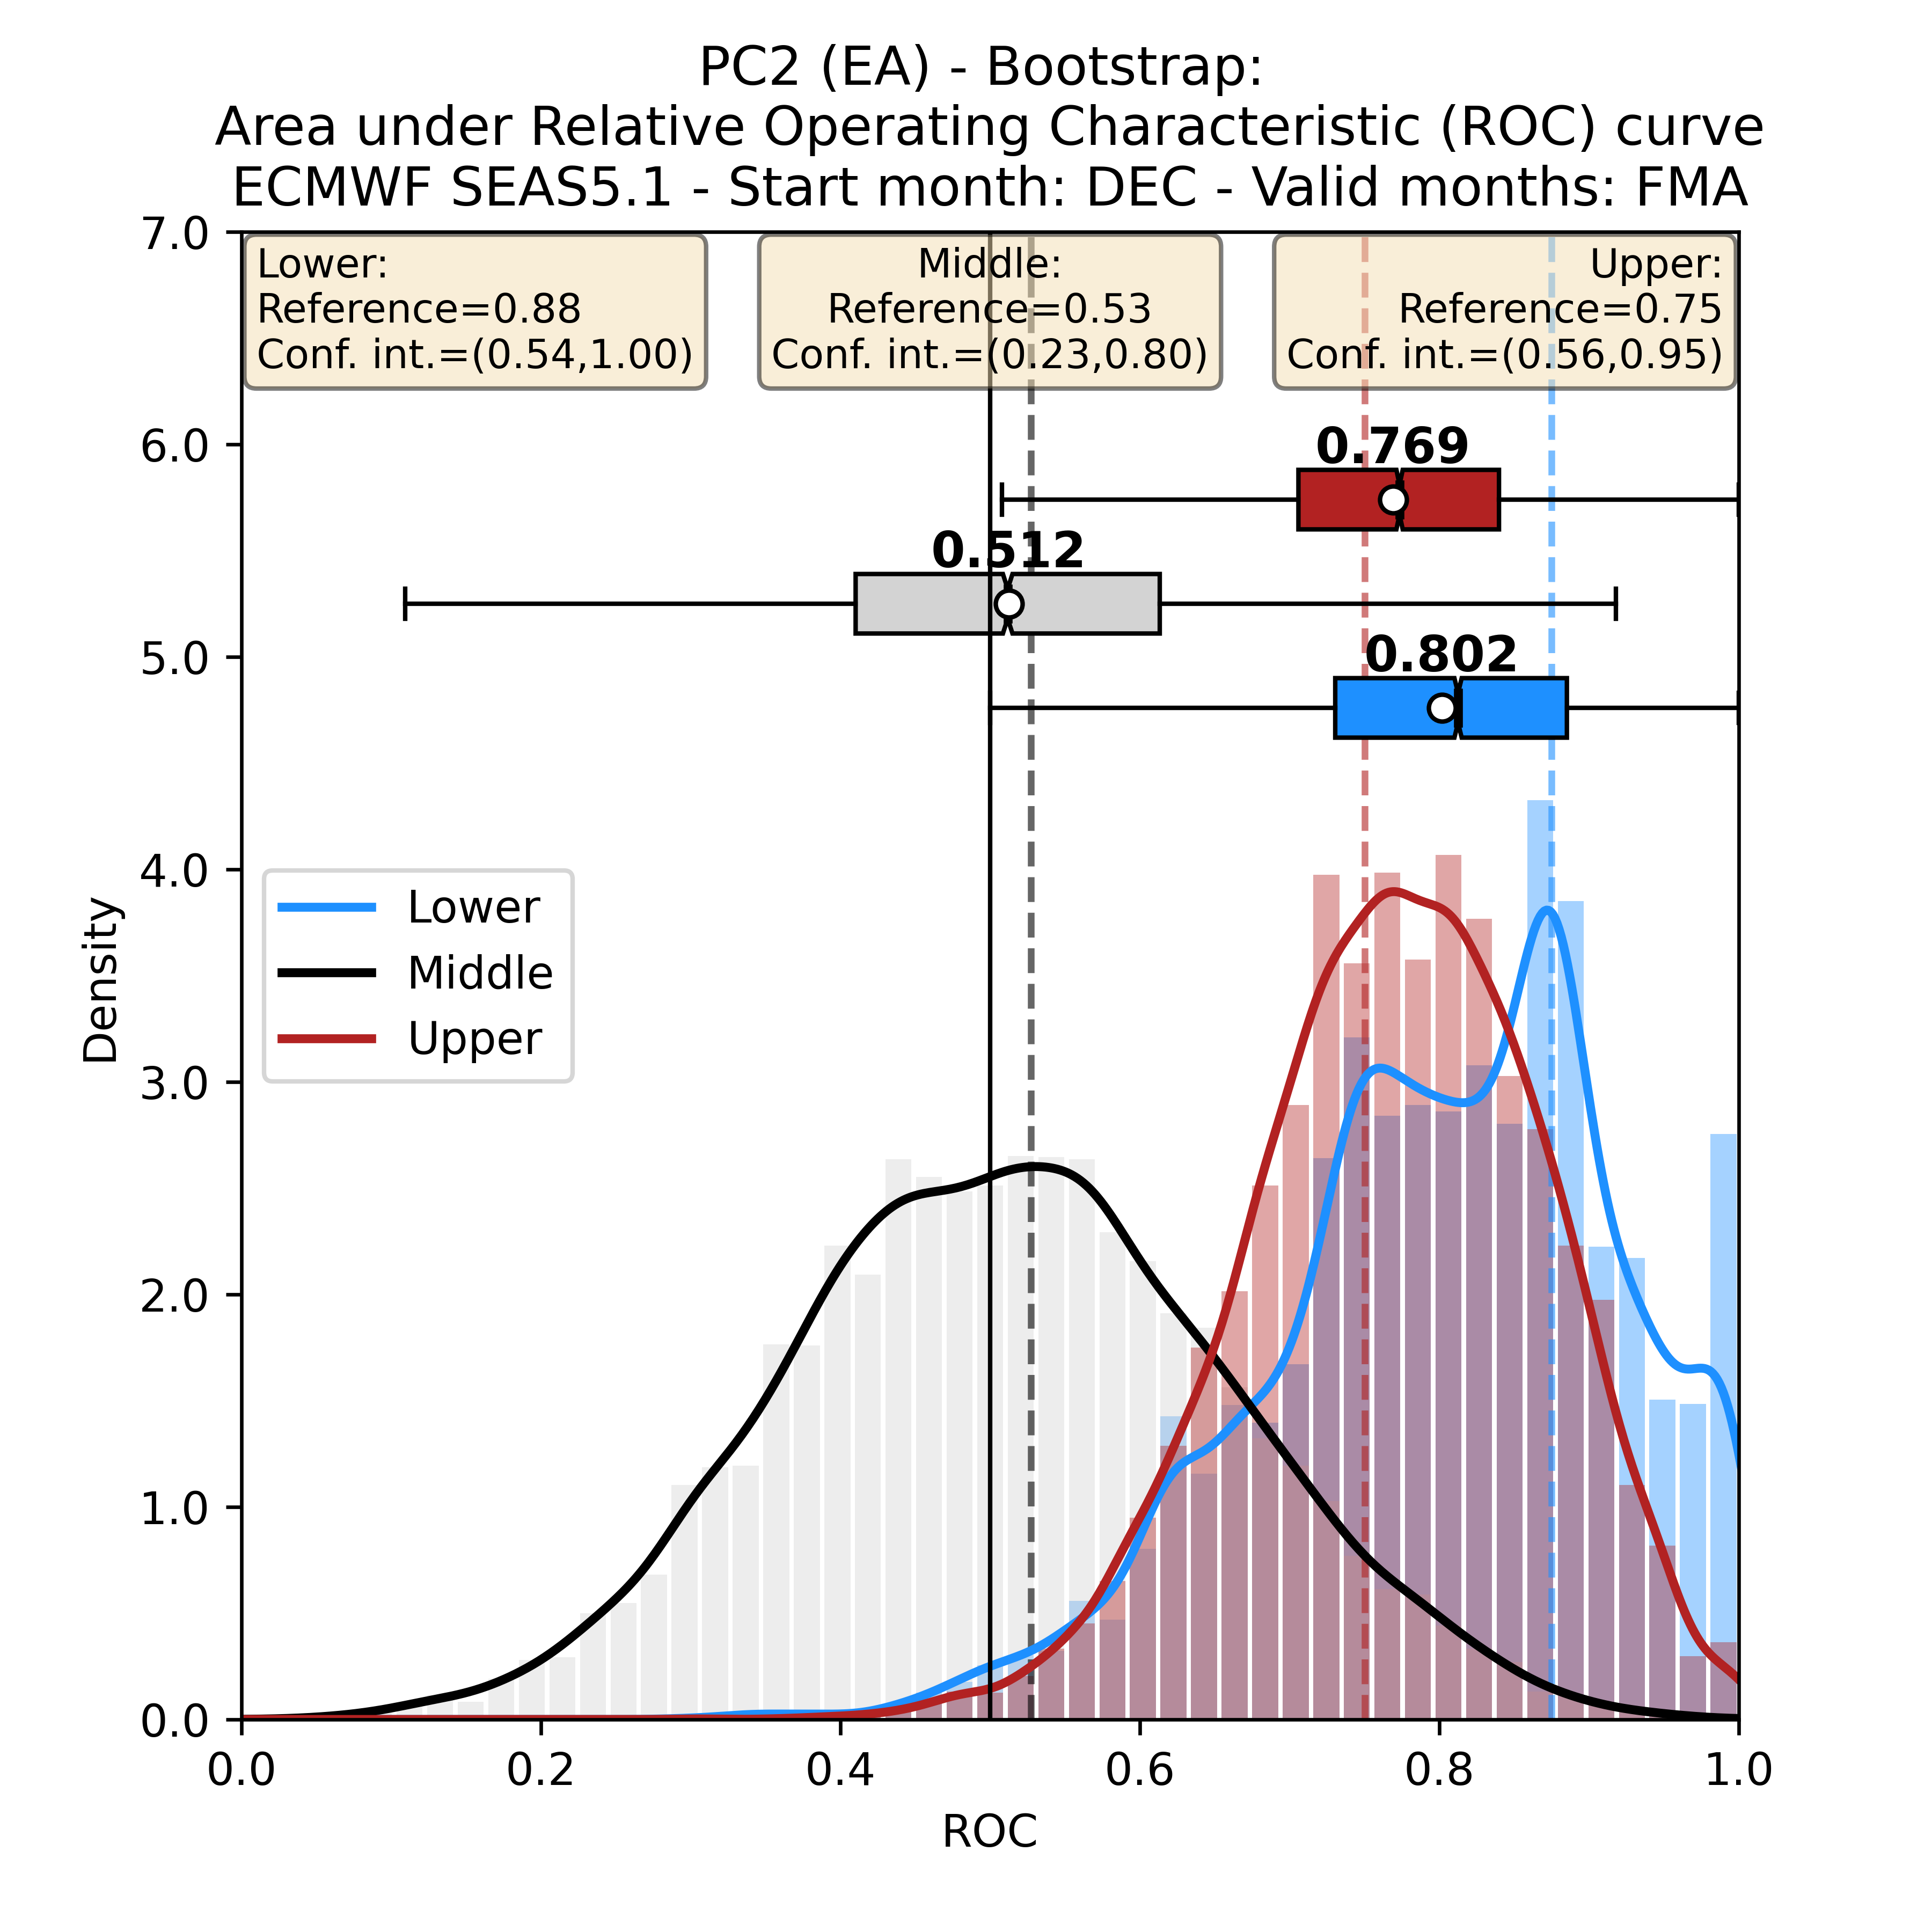 PC2 (EA) - Bootstrap:
Area under Relative Operating Characteristic (ROC) curve
ECMWF SEAS5.1 - Start month: DEC - Valid months: FMA
7.0
Lower:
Reference=0.88
Conf. int.=(0.54,1.00)
Middle:
Reference=0.53
Conf. int.=(0.23,0.80)
Upper:
Reference=0.75
Conf. int.=(0.56,0.95)
6.0
0.769
0.512
5.0
0.802
4.0
Lower
Middle
Upper
Density
3.0
2.0
1.0
0.0
0.0 0.2 0.4 0.6 0.8 1.0
ROC